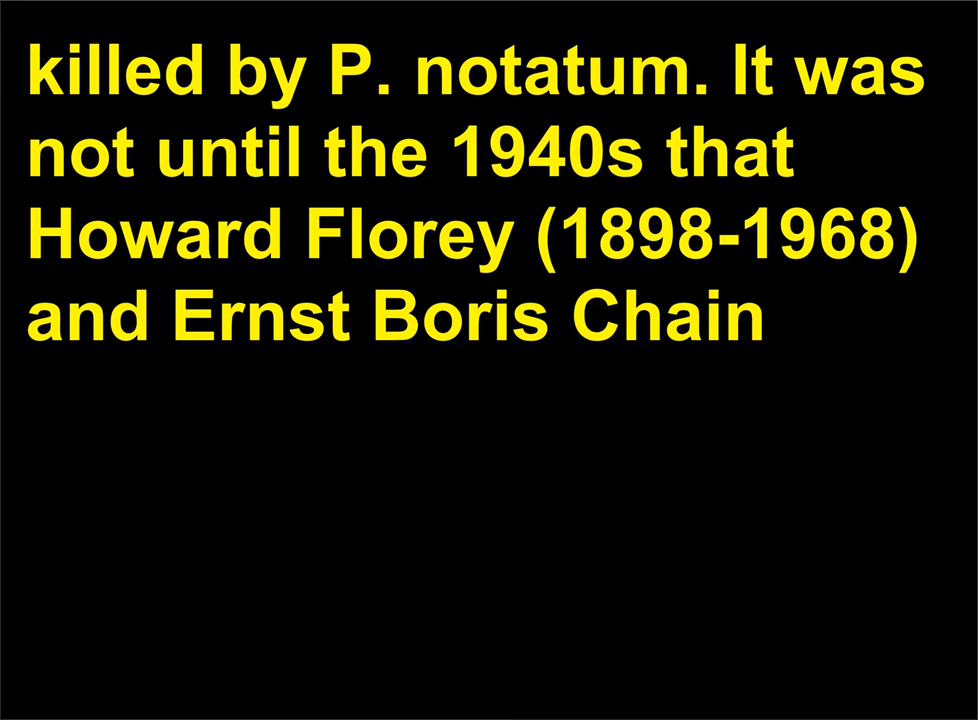 killed by P. notatum. It was
not until the 1940s that
Howard Florey (1898-1968)
and Ernst Boris Chain